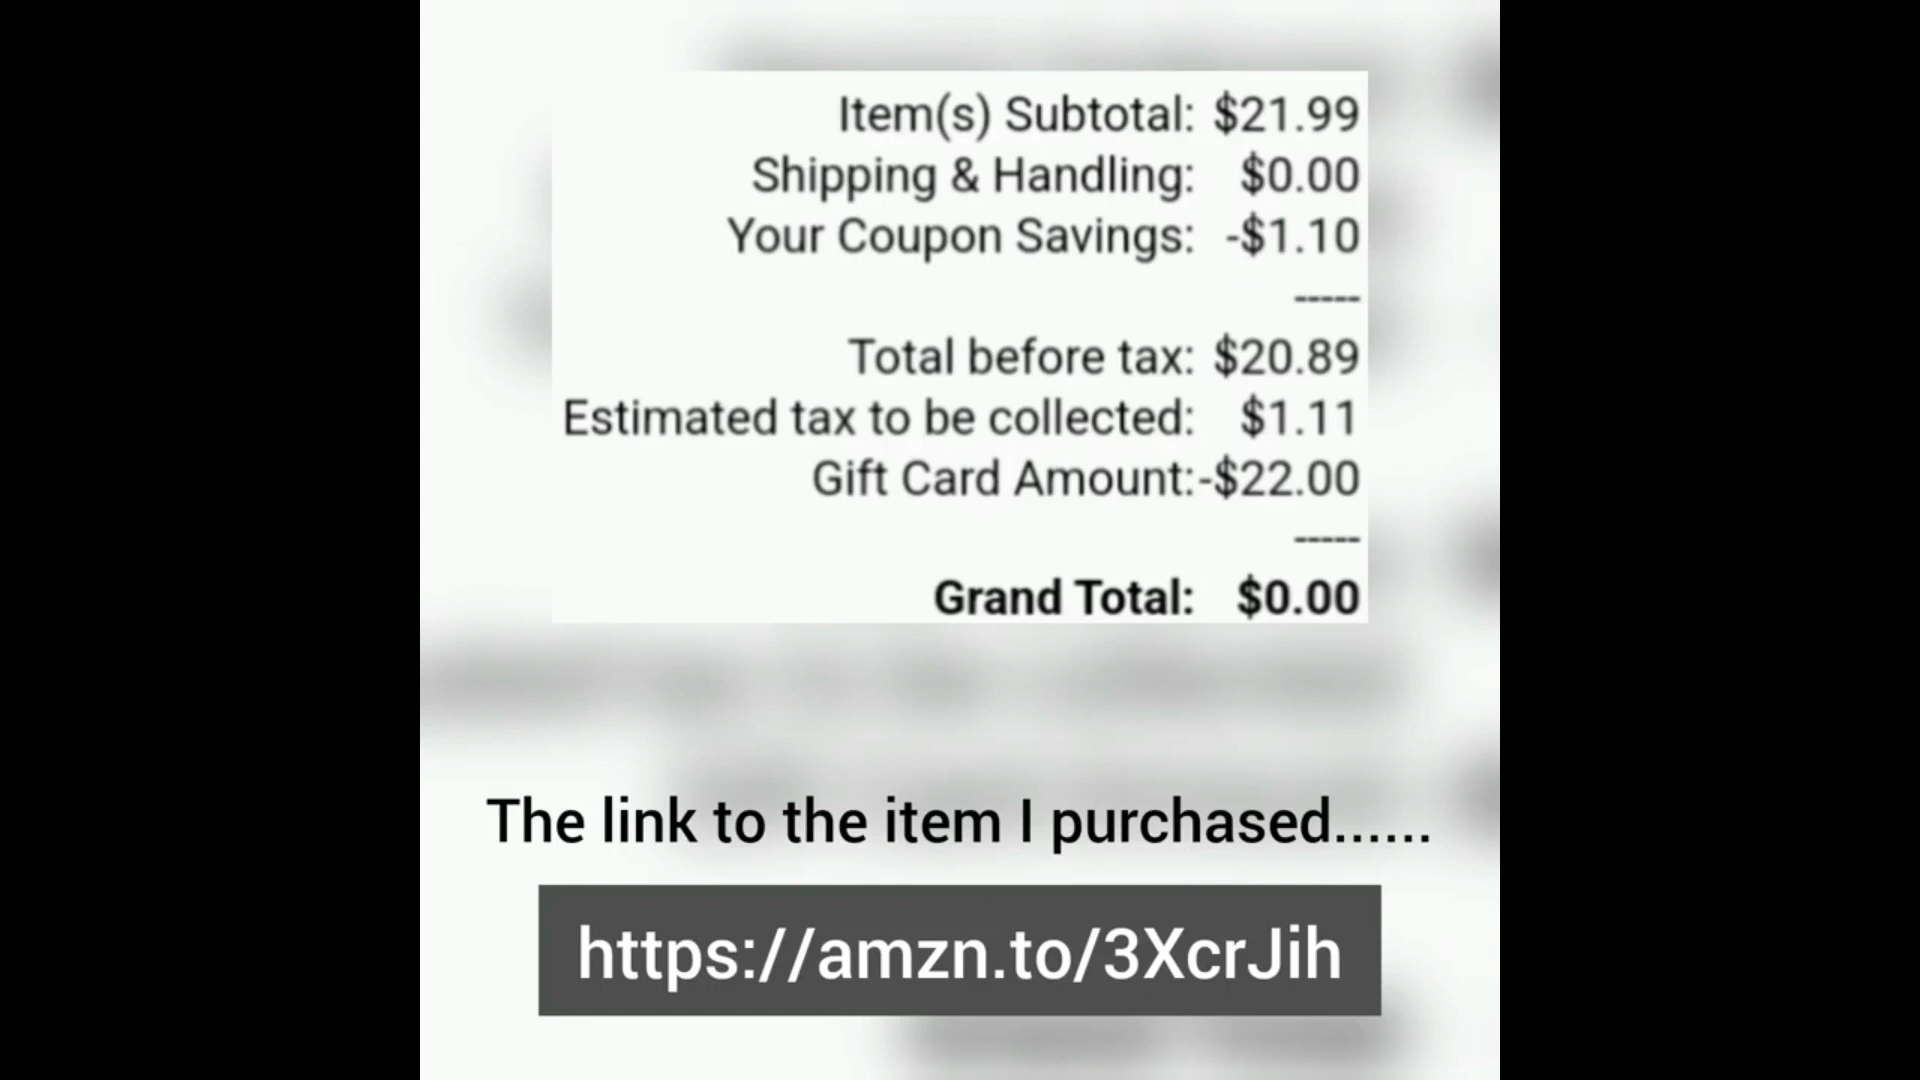 Item(s) Subtotal: $21.99
Shipping & Handling: $0.00
Your Coupon Savings: -$1.10
-----
Total before tax: $20.89
Estimated tax to be collected: $1.11
Gift Card Amount:-$22.00
-----
Grand Total: $0.00
The link to the item I purchased......
https://amzn.to/3XcrJih